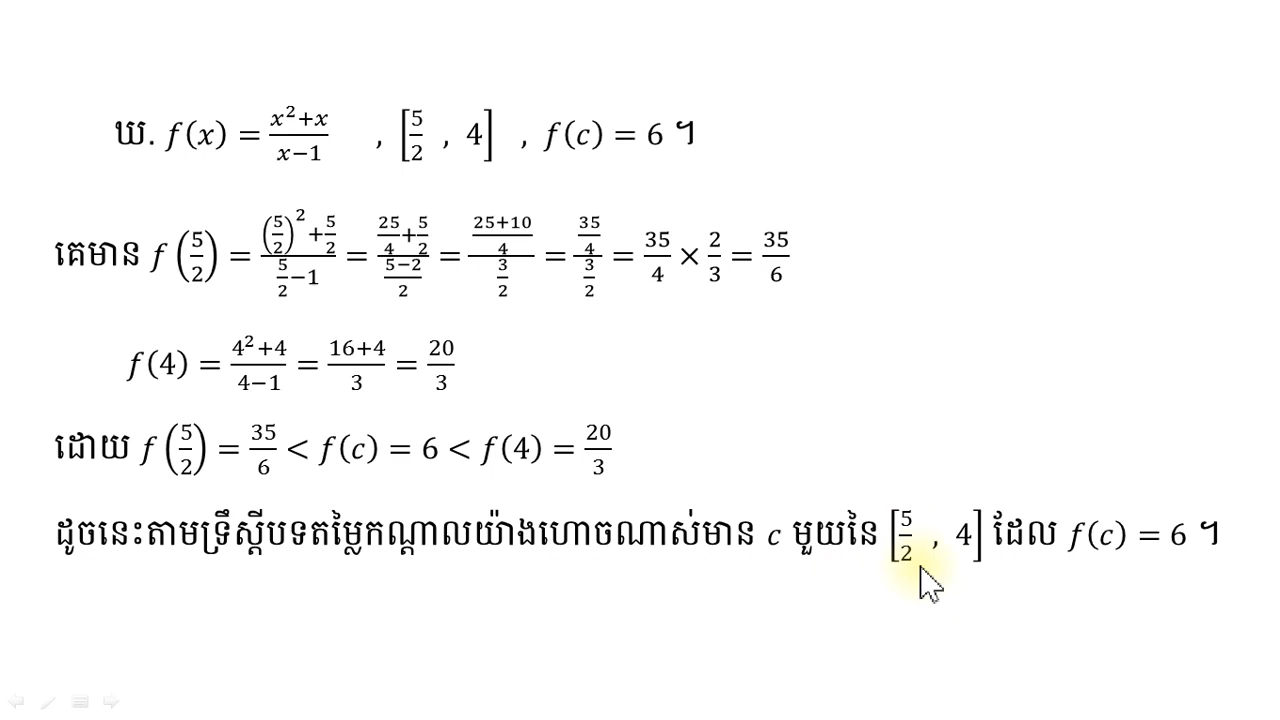 ឃ. f(x) = (x²+x)/(x−1) , [5/2 , 4] , f(c) = 6 ។
គេមាន f(5/2) = ((5/2)²+5/2)/(5/2−1) = (25/4+5/2)/((5−2)/2) = ((25+10)/4)/(3/2) = (35/4)/(3/2) = 35/4 × 2/3 = 35/6
f(4) = (4²+4)/(4−1) = (16+4)/3 = 20/3
ដោយ f(5/2) = 35/6 < f(c) = 6 < f(4) = 20/3
ដូចនេះតាមទ្រឹស្តីបទតម្លៃកណ្តាលយ៉ាងហោចណាស់មាន c មួយនៃ [5/2 , 4] ដែល f(c) = 6 ។